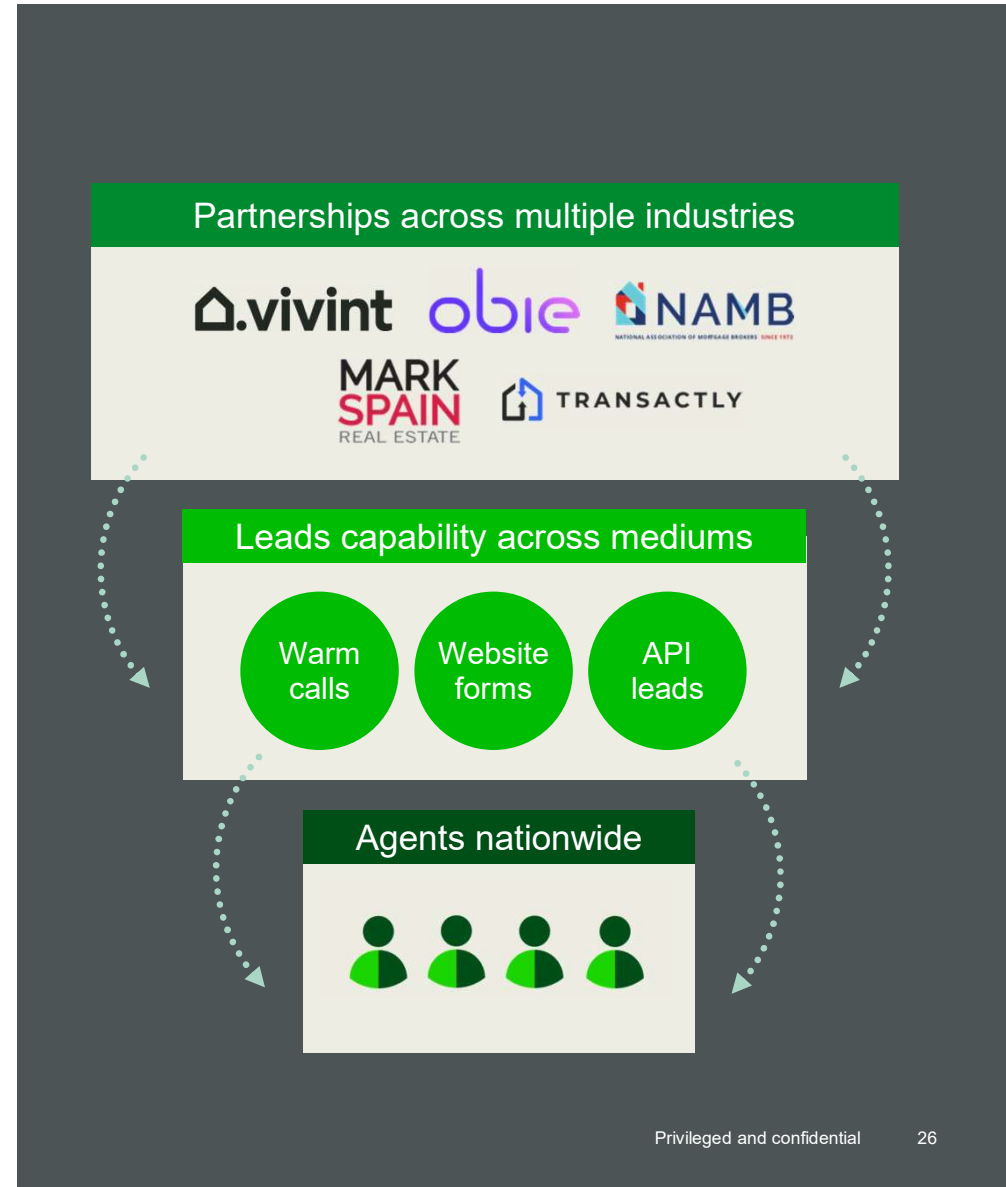 Partnerships across multiple industries
vivint
obie
NAMB
NATIONAL ASSOCIATION OF MORTGAGE BROKERS SINCE 1973
MARK
SPAIN
REAL ESTATE
TRANSACTLY
Leads capability across mediums
Warm
calls
Website
forms
API
leads
Agents nationwide
Privileged and confidential 26